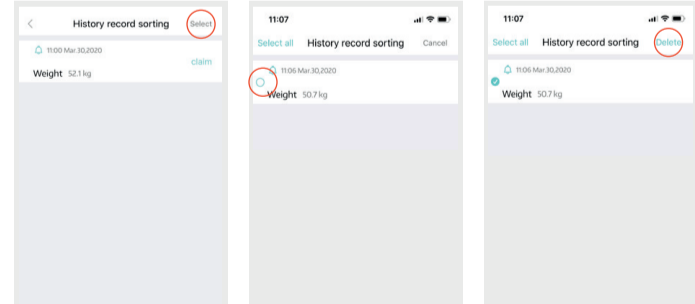 History record sorting Select
11:00 Mar.30,2020
claim
Weight 52.1 kg
11:07
Select all History record sorting Cancel
11:06 Mar.30,2020
Weight 50.7 kg
11:07
Select all History record sorting Delete
11:06 Mar.30,2020
Weight 50.7 kg